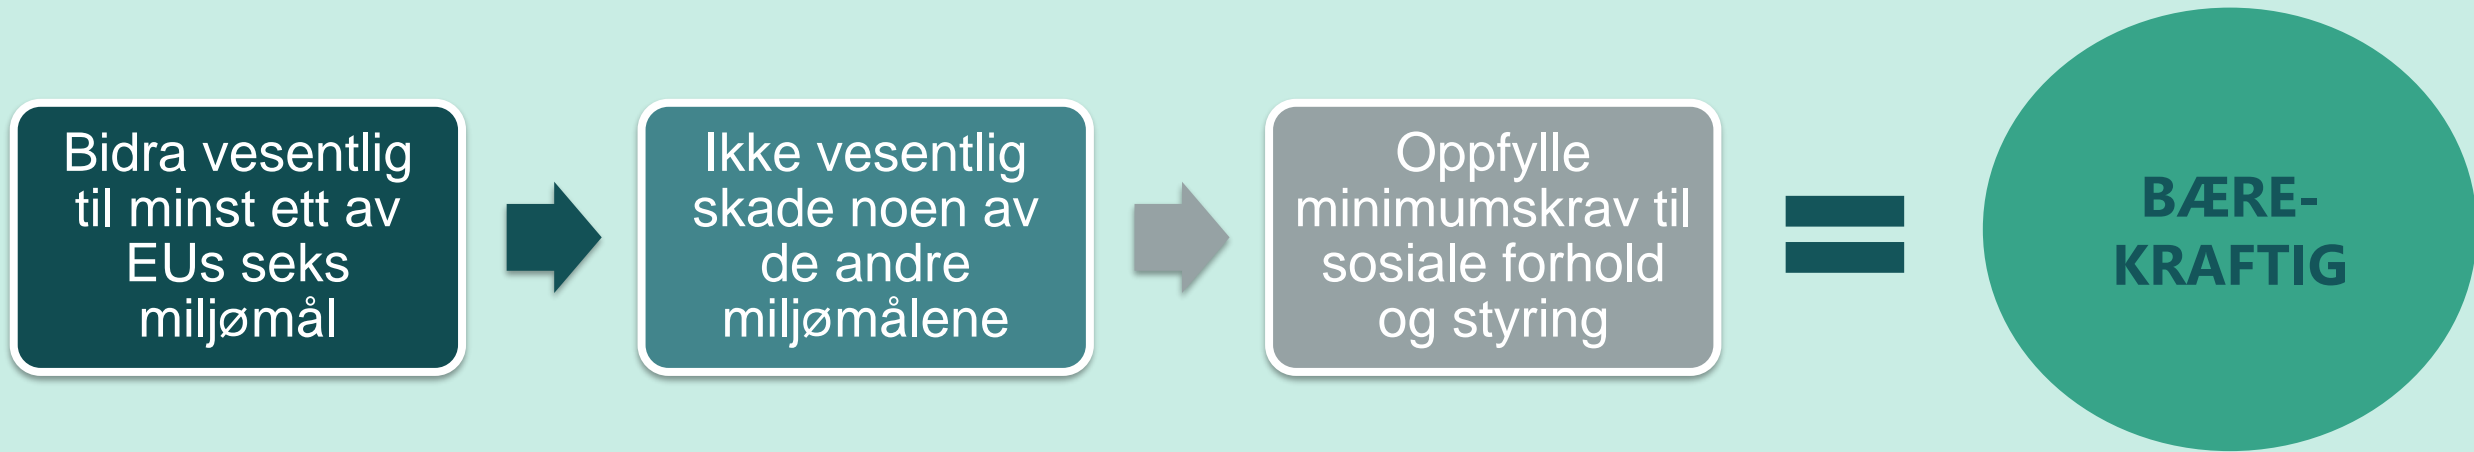 Bidra vesentlig
til minst ett av
EUs seks
miljømål
Ikke vesentlig
skade noen av
de andre
miljømålene
Oppfylle
minimumskrav til
sosiale forhold
og styring
BÆRE-
KRAFTIG